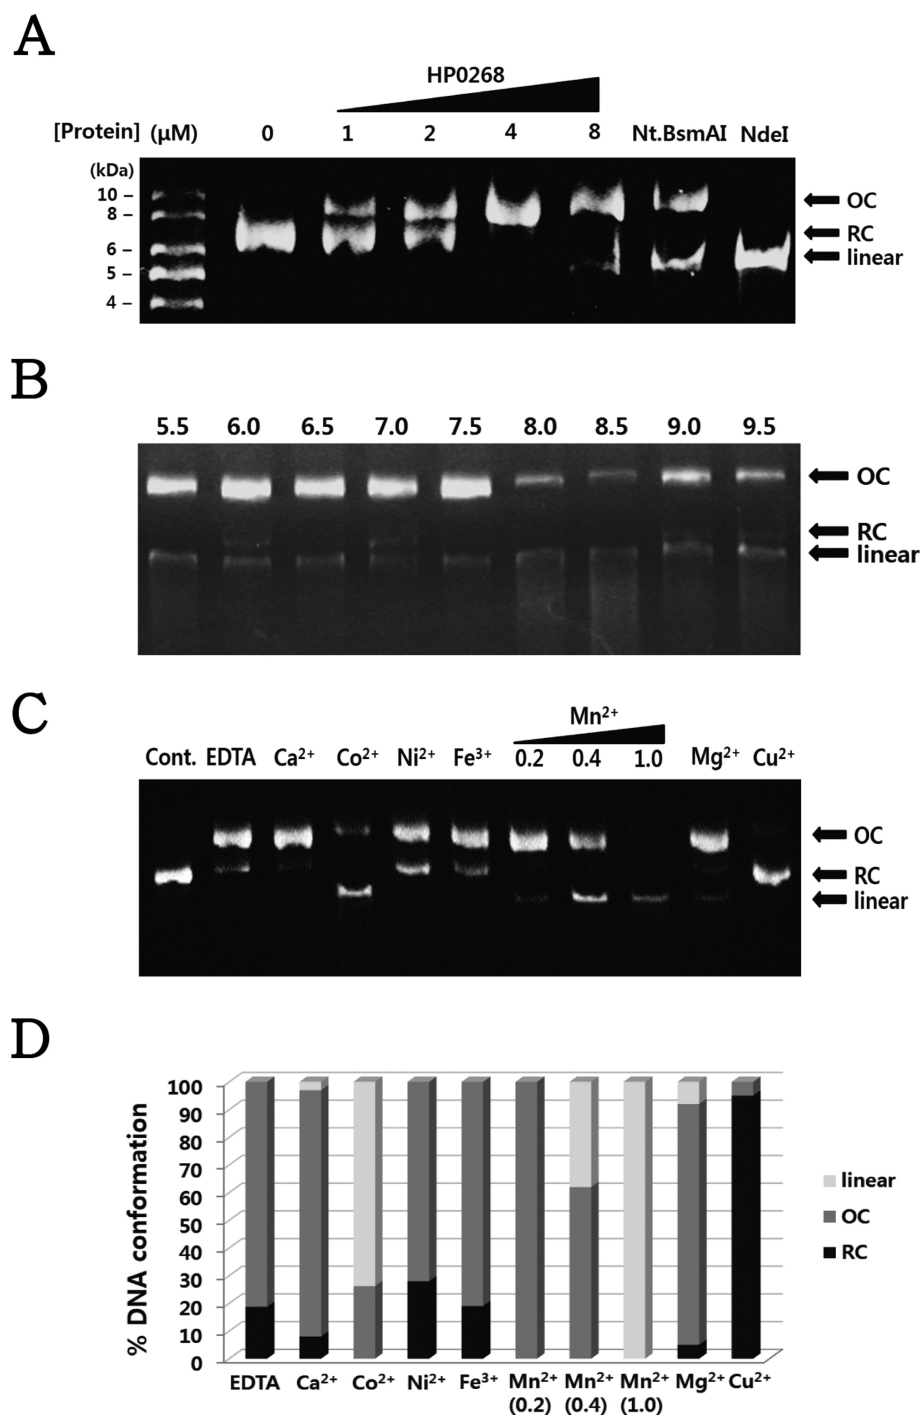 A
HP0268
[Protein] (μM) 0 1 2 4 8 Nt.BsmAI NdeI
(kDa)
10 –
8 –
6 –
5 –
4 –
OC
RC
linear
B
5.5 6.0 6.5 7.0 7.5 8.0 8.5 9.0 9.5
OC
RC
linear
C
Mn²⁺
Cont. EDTA Ca²⁺ Co²⁺ Ni²⁺ Fe³⁺ 0.2 0.4 1.0 Mg²⁺ Cu²⁺
OC
RC
linear
D
% DNA conformation
100
90
80
70
60
50
40
30
20
10
0
EDTA Ca²⁺ Co²⁺ Ni²⁺ Fe³⁺ Mn²⁺ Mn²⁺ Mn²⁺ Mg²⁺ Cu²⁺
(0.2) (0.4) (1.0)
linear
OC
RC